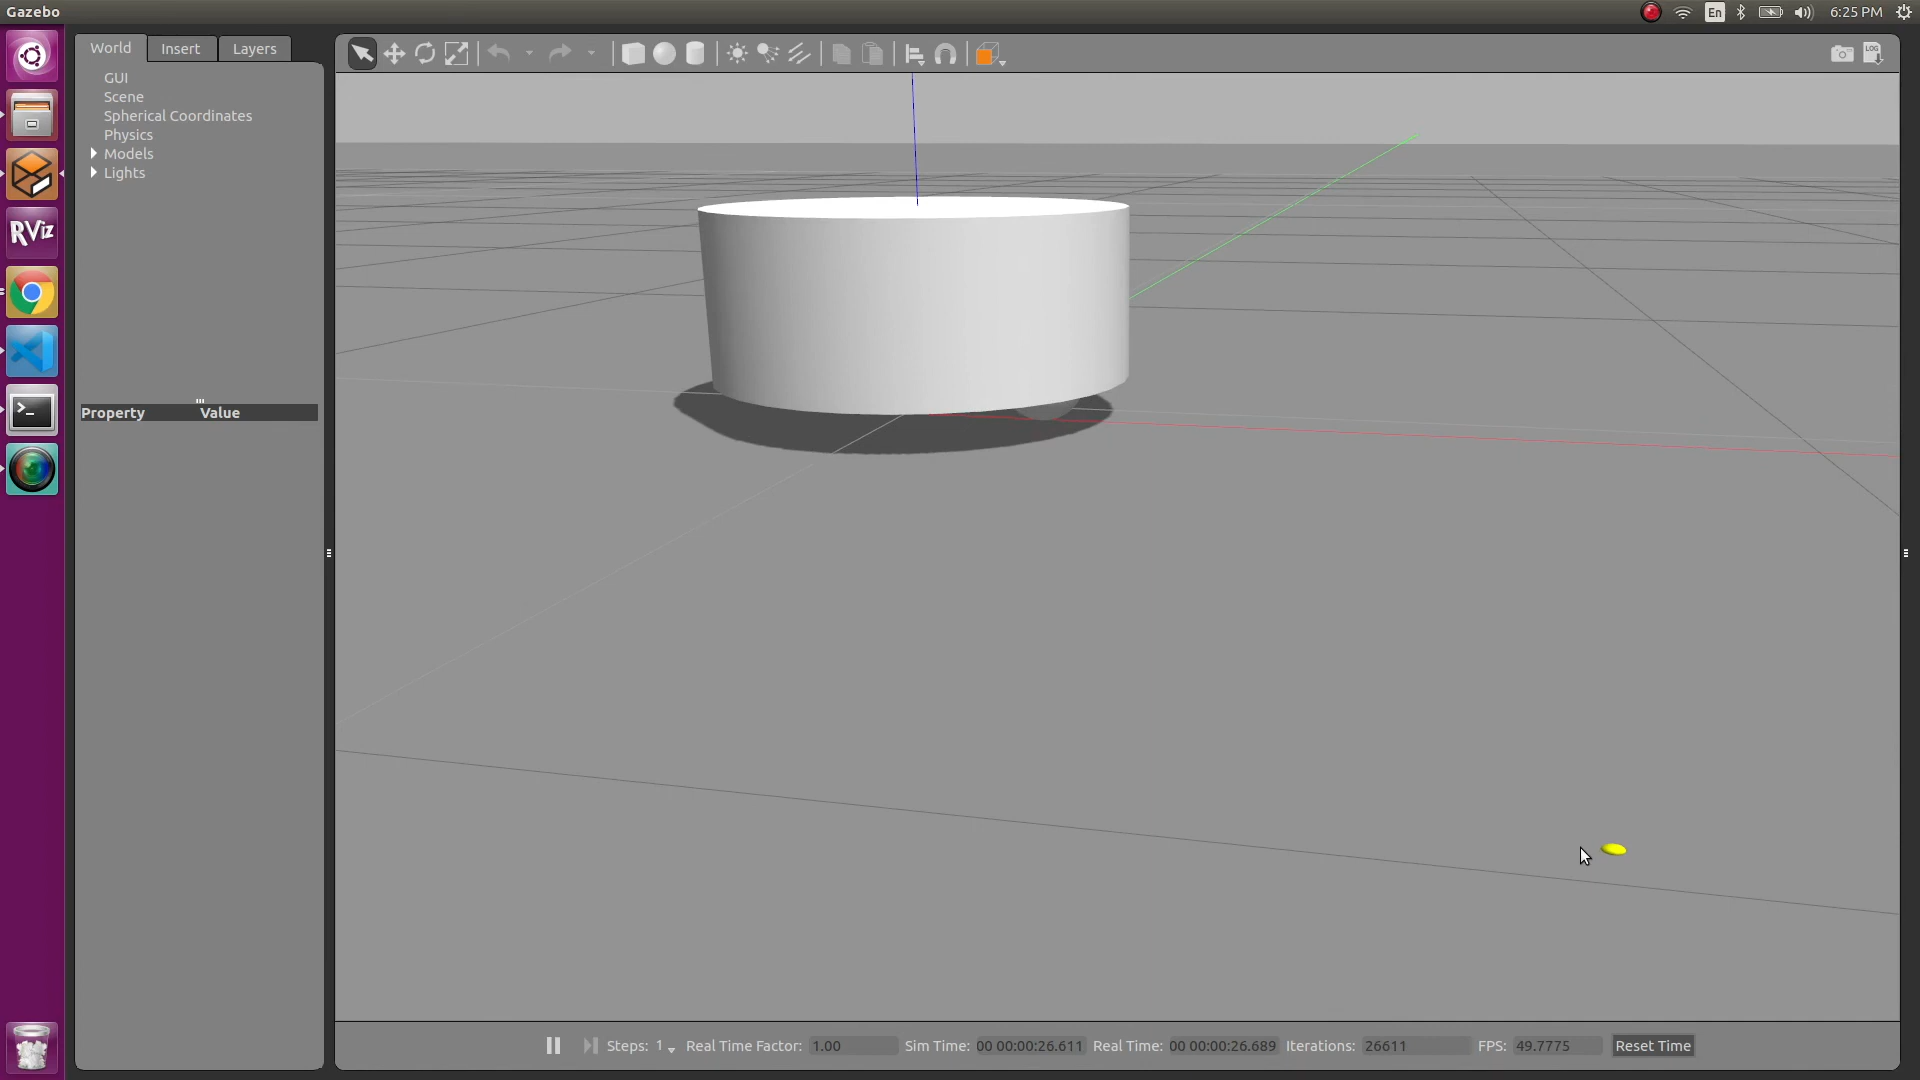 Gazebo
En
6:25 PM
World
Insert
Layers
LOG
GUI
Scene
Spherical Coordinates
Physics
Models
Lights
RViz
Property
Value
Steps: 1
Real Time Factor: 1.00
Sim Time: 00 00:00:26.611
Real Time: 00 00:00:26.689
Iterations: 26611
FPS: 49.7775
Reset Time